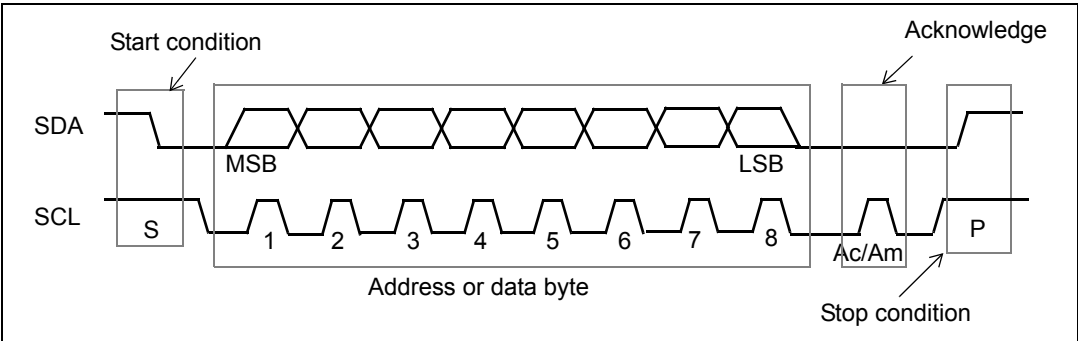 Start condition
Acknowledge
SDA
MSB
LSB
SCL
S
1 2 3 4 5 6 7 8
Ac/Am
P
Address or data byte
Stop condition